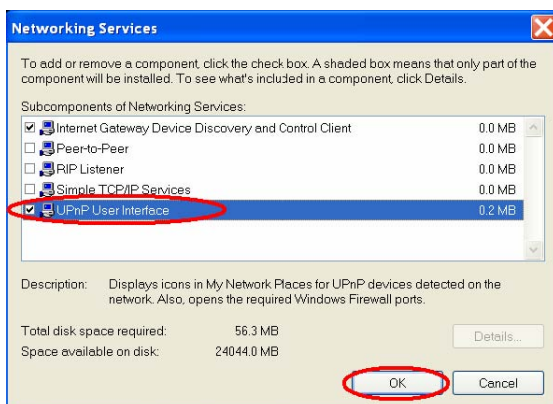 Networking Services
To add or remove a component, click the check box. A shaded box means that only part of the
component will be installed. To see what's included in a component, click Details.
Subcomponents of Networking Services:
Internet Gateway Device Discovery and Control Client 0.0 MB
Peer-to-Peer 0.0 MB
RIP Listener 0.0 MB
Simple TCP/IP Services 0.0 MB
UPnP User Interface 0.2 MB
Description: Displays icons in My Network Places for UPnP devices detected on the
network. Also, opens the required Windows Firewall ports.
Total disk space required: 56.3 MB
Space available on disk: 24044.0 MB
Details...
OK Cancel